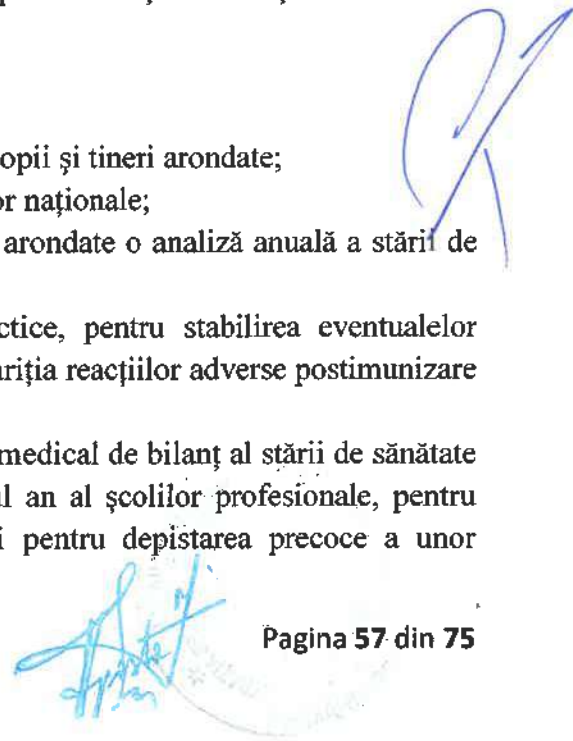 opii şi tineri arondate;
or naţionale;
arondate o analiză anuală a stării de
ctice, pentru stabilirea eventualelor
ariţia reacţiilor adverse postimunizare
medical de bilanţ al stării de sănătate
l an al şcolilor profesionale, pentru
i pentru depistarea precoce a unor
Pagina 57 din 75